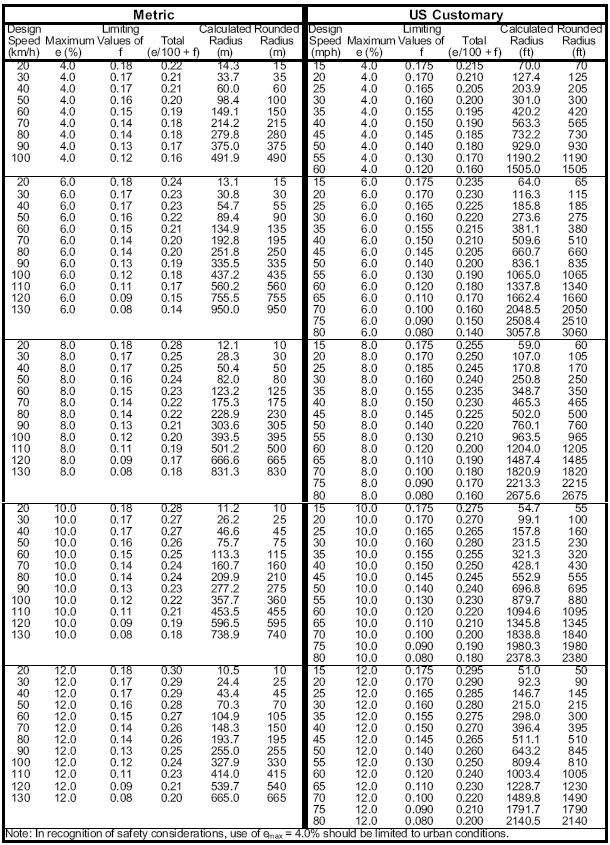 Metric US Customary
Design Limiting Calculated Rounded Design Limiting Calculated Rounded
Speed Maximum Values of Total Radius Radius Speed Maximum Values of Total Radius Radius
(km/h) e (%) f (e/100 + f) (m) (m) (mph) e (%) f (e/100 + f) (ft) (ft)
20 4.0 0.18 0.22 14.3 15 15 4.0 0.175 0.215 70.0 70
30 4.0 0.17 0.21 33.7 35 20 4.0 0.170 0.210 127.4 125
40 4.0 0.17 0.21 60.0 60 25 4.0 0.165 0.205 203.9 205
50 4.0 0.16 0.20 98.4 100 30 4.0 0.160 0.200 301.0 300
60 4.0 0.15 0.19 149.1 150 35 4.0 0.155 0.195 420.2 420
70 4.0 0.14 0.18 214.2 215 40 4.0 0.150 0.190 563.3 565
80 4.0 0.14 0.18 279.8 280 45 4.0 0.145 0.185 732.2 730
90 4.0 0.13 0.17 375.0 375 50 4.0 0.140 0.180 929.0 930
100 4.0 0.12 0.16 491.9 490 55 4.0 0.130 0.170 1190.2 1190
60 4.0 0.120 0.160 1505.0 1505
20 6.0 0.18 0.24 13.1 15 15 6.0 0.175 0.235 64.0 65
30 6.0 0.17 0.23 30.8 30 20 6.0 0.170 0.230 116.3 115
40 6.0 0.17 0.23 54.7 55 25 6.0 0.165 0.225 185.8 185
50 6.0 0.16 0.22 89.4 90 30 6.0 0.160 0.220 273.6 275
60 6.0 0.15 0.21 134.9 135 35 6.0 0.155 0.215 381.1 380
70 6.0 0.14 0.20 192.8 195 40 6.0 0.150 0.210 509.6 510
80 6.0 0.14 0.20 251.8 250 45 6.0 0.145 0.205 660.7 660
90 6.0 0.13 0.19 335.5 335 50 6.0 0.140 0.200 836.1 835
100 6.0 0.12 0.18 437.2 435 55 6.0 0.130 0.190 1065.0 1065
110 6.0 0.11 0.17 560.2 560 60 6.0 0.120 0.180 1337.8 1340
120 6.0 0.09 0.15 755.5 755 65 6.0 0.110 0.170 1662.4 1660
130 6.0 0.08 0.14 950.0 950 70 6.0 0.100 0.160 2048.5 2050
75 6.0 0.090 0.150 2508.4 2510
80 6.0 0.080 0.140 3057.8 3060
20 8.0 0.18 0.28 12.1 10 15 8.0 0.175 0.255 59.0 60
30 8.0 0.17 0.25 28.3 30 20 8.0 0.170 0.250 107.0 105
40 8.0 0.17 0.25 50.4 50 25 8.0 0.185 0.245 170.8 170
50 8.0 0.16 0.24 82.0 80 30 8.0 0.160 0.240 250.8 250
60 8.0 0.15 0.23 123.2 125 35 8.0 0.155 0.235 348.7 350
70 8.0 0.14 0.22 175.3 175 40 8.0 0.150 0.230 465.3 465
80 8.0 0.14 0.22 228.9 230 45 8.0 0.145 0.225 502.0 500
90 8.0 0.13 0.21 303.6 305 50 8.0 0.140 0.220 760.1 760
100 8.0 0.12 0.20 393.5 395 55 8.0 0.130 0.210 963.5 965
110 8.0 0.11 0.19 501.2 500 60 8.0 0.120 0.200 1204.0 1205
120 8.0 0.09 0.17 666.6 665 65 8.0 0.110 0.190 1487.4 1485
130 8.0 0.08 0.18 831.3 830 70 8.0 0.100 0.180 1820.9 1820
75 8.0 0.090 0.170 2213.3 2215
80 8.0 0.080 0.160 2675.6 2675
20 10.0 0.18 0.28 11.2 10 15 10.0 0.175 0.275 54.7 55
30 10.0 0.17 0.27 26.2 25 20 10.0 0.170 0.270 99.1 100
40 10.0 0.17 0.27 46.6 45 25 10.0 0.165 0.265 157.8 160
50 10.0 0.16 0.26 75.7 75 30 10.0 0.160 0.280 231.5 230
60 10.0 0.15 0.25 113.3 115 35 10.0 0.155 0.255 321.3 320
70 10.0 0.14 0.24 160.7 160 40 10.0 0.150 0.250 428.1 430
80 10.0 0.14 0.24 209.9 210 45 10.0 0.145 0.245 552.9 555
90 10.0 0.13 0.23 277.2 275 50 10.0 0.140 0.240 696.8 695
100 10.0 0.12 0.22 357.7 360 55 10.0 0.130 0.230 879.7 880
110 10.0 0.11 0.21 453.5 455 60 10.0 0.120 0.220 1094.6 1095
120 10.0 0.09 0.19 596.5 595 65 10.0 0.110 0.210 1345.8 1345
130 10.0 0.08 0.18 738.9 740 70 10.0 0.100 0.200 1838.8 1840
75 10.0 0.090 0.190 1980.3 1980
80 10.0 0.080 0.180 2378.3 2380
20 12.0 0.18 0.30 10.5 10 15 12.0 0.175 0.295 51.0 50
30 12.0 0.17 0.29 24.4 25 20 12.0 0.170 0.290 92.3 90
40 12.0 0.17 0.29 43.4 45 25 12.0 0.165 0.285 146.7 145
50 12.0 0.16 0.28 70.3 70 30 12.0 0.160 0.280 215.0 215
60 12.0 0.15 0.27 104.9 105 35 12.0 0.155 0.275 298.0 300
70 12.0 0.14 0.26 148.3 150 40 12.0 0.150 0.270 396.4 395
80 12.0 0.14 0.26 193.7 195 45 12.0 0.145 0.265 511.1 510
90 12.0 0.13 0.25 255.0 255 50 12.0 0.140 0.260 643.2 845
100 12.0 0.12 0.24 327.9 330 55 12.0 0.130 0.250 809.4 810
110 12.0 0.11 0.23 414.0 415 60 12.0 0.120 0.240 1003.4 1005
120 12.0 0.09 0.21 539.7 540 65 12.0 0.110 0.230 1228.7 1230
130 12.0 0.08 0.20 665.0 665 70 12.0 0.100 0.220 1489.8 1490
75 12.0 0.090 0.210 1791.7 1790
80 12.0 0.080 0.200 2140.5 2140
Note: In recognition of safety considerations, use of emax = 4.0% should be limited to urban conditions.